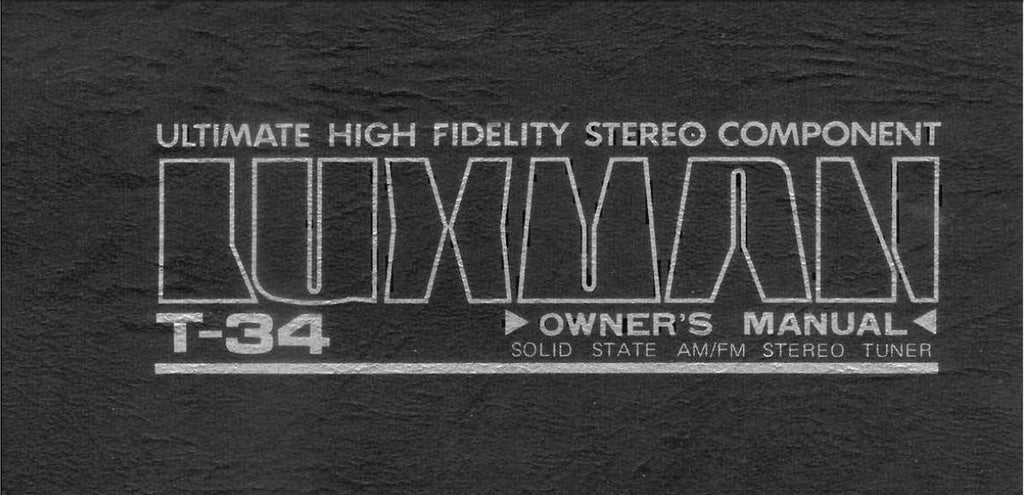 ULTIMATE HIGH FIDELITY STEREO COMPONENT
LUXMAN
T-34
▶ OWNER'S MANUAL ◀
SOLID STATE AM/FM STEREO TUNER